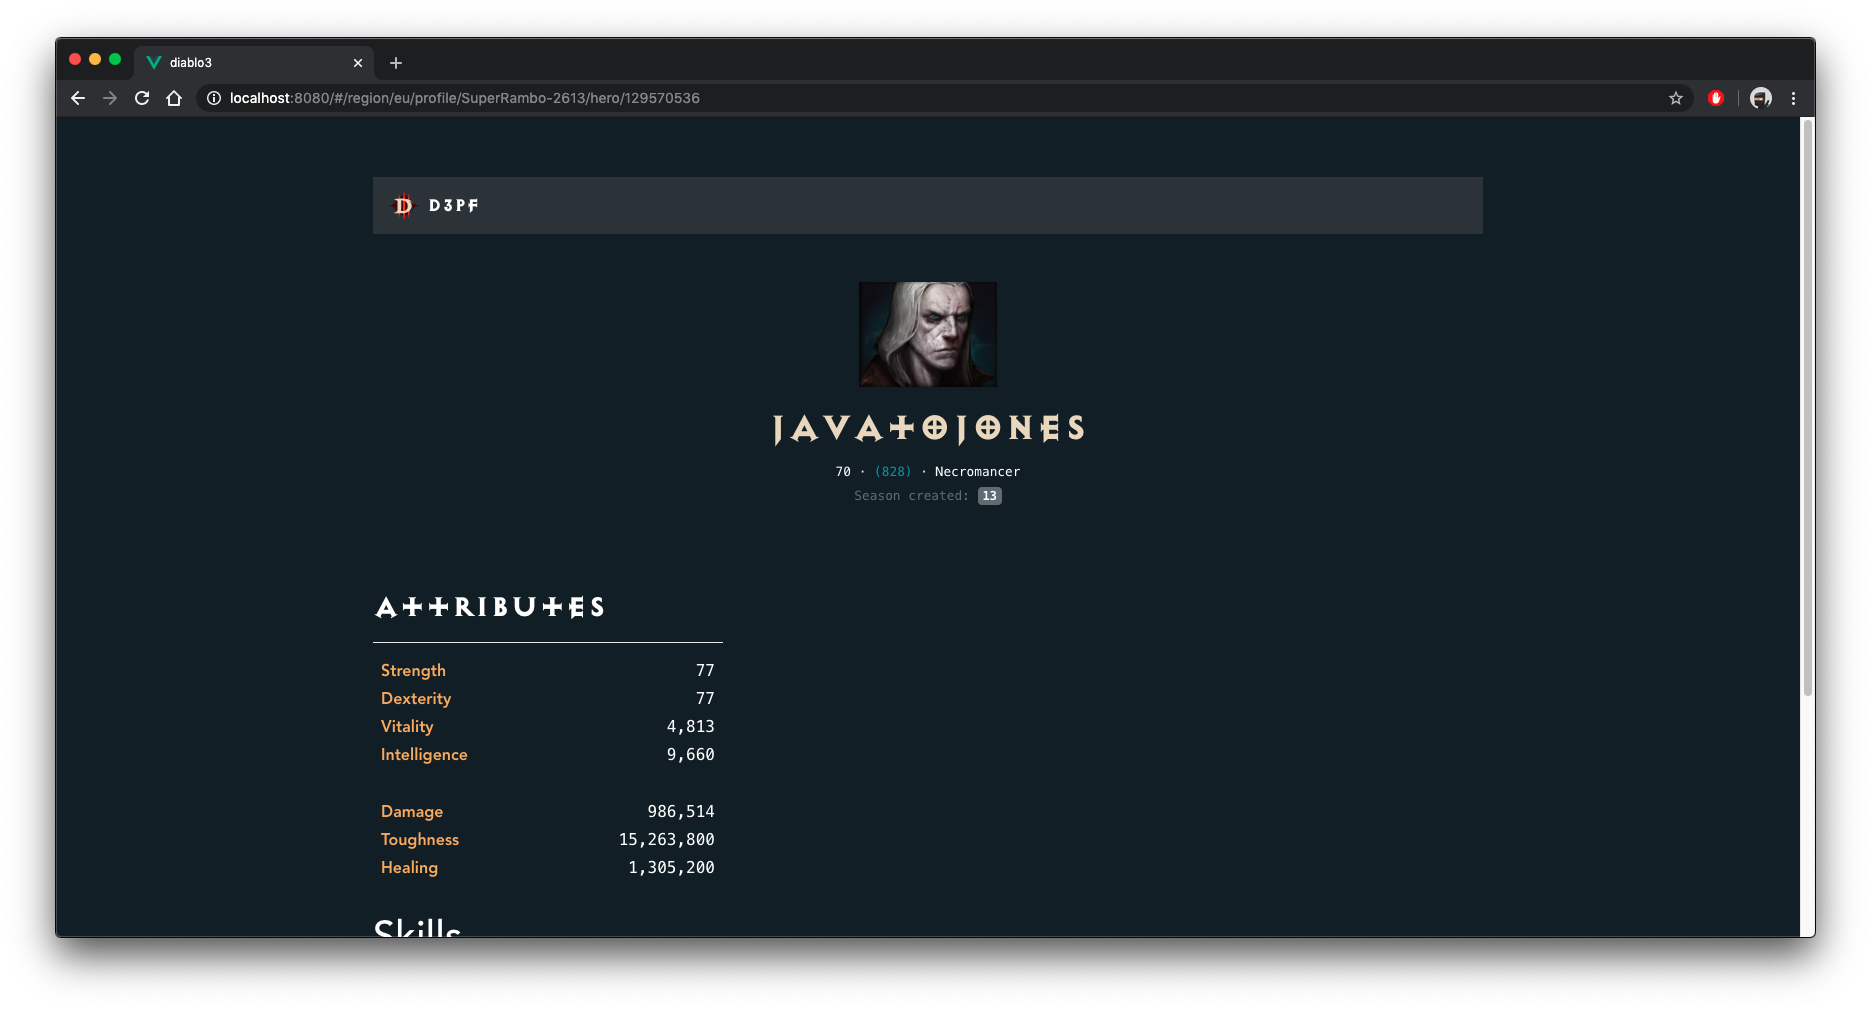 diablo3
localhost:8080/#/region/eu/profile/SuperRambo-2613/hero/129570536
D D3PF
JAVATOJONES
70 · (828) · Necromancer
Season created: 13
ATTRIBUTES
Strength 77
Dexterity 77
Vitality 4,813
Intelligence 9,660
Damage 986,514
Toughness 15,263,800
Healing 1,305,200
Skills